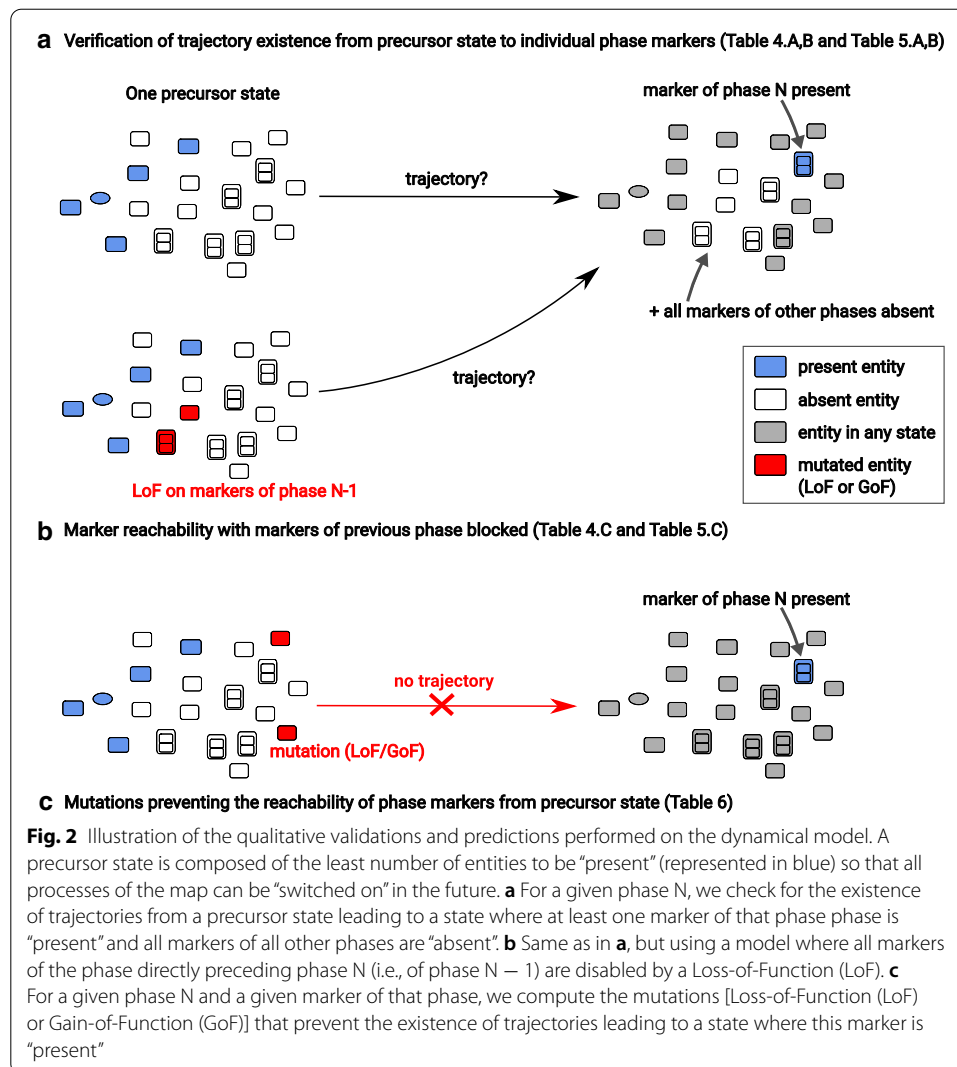 a Verification of trajectory existence from precursor state to individual phase markers (Table 4.A,B and Table 5.A,B)
One precursor state
marker of phase N present
trajectory?
+ all markers of other phases absent
trajectory?
present entity
absent entity
entity in any state
mutated entity
(LoF or GoF)
LoF on markers of phase N-1
b Marker reachability with markers of previous phase blocked (Table 4.C and Table 5.C)
marker of phase N present
no trajectory
mutation (LoF/GoF)
c Mutations preventing the reachability of phase markers from precursor state (Table 6)
Fig. 2 Illustration of the qualitative validations and predictions performed on the dynamical model. A
precursor state is composed of the least number of entities to be "present" (represented in blue) so that all
processes of the map can be "switched on" in the future. a For a given phase N, we check for the existence
of trajectories from a precursor state leading to a state where at least one marker of that phase phase is
"present" and all markers of all other phases are "absent". b Same as in a, but using a model where all markers
of the phase directly preceding phase N (i.e., of phase N − 1) are disabled by a Loss-of-Function (LoF). c
For a given phase N and a given marker of that phase, we compute the mutations [Loss-of-Function (LoF)
or Gain-of-Function (GoF)] that prevent the existence of trajectories leading to a state where this marker is
"present"